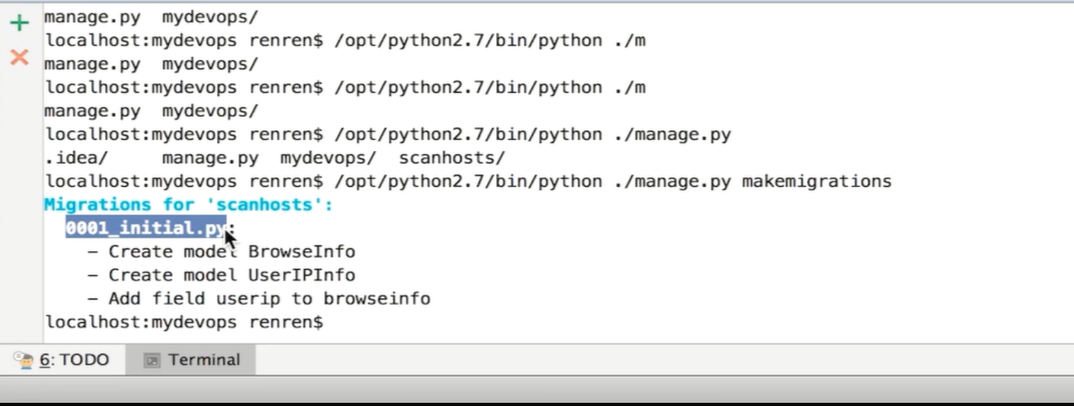 manage.py  mydevops/
localhost:mydevops renren$ /opt/python2.7/bin/python ./m
manage.py  mydevops/
localhost:mydevops renren$ /opt/python2.7/bin/python ./m
manage.py  mydevops/
localhost:mydevops renren$ /opt/python2.7/bin/python ./manage.py
.idea/     manage.py  mydevops/  scanhosts/
localhost:mydevops renren$ /opt/python2.7/bin/python ./manage.py makemigrations
Migrations for 'scanhosts':
  0001_initial.py:
    – Create model BrowseInfo
    – Create model UserIPInfo
    – Add field userip to browseinfo
localhost:mydevops renren$
6: TODO  Terminal